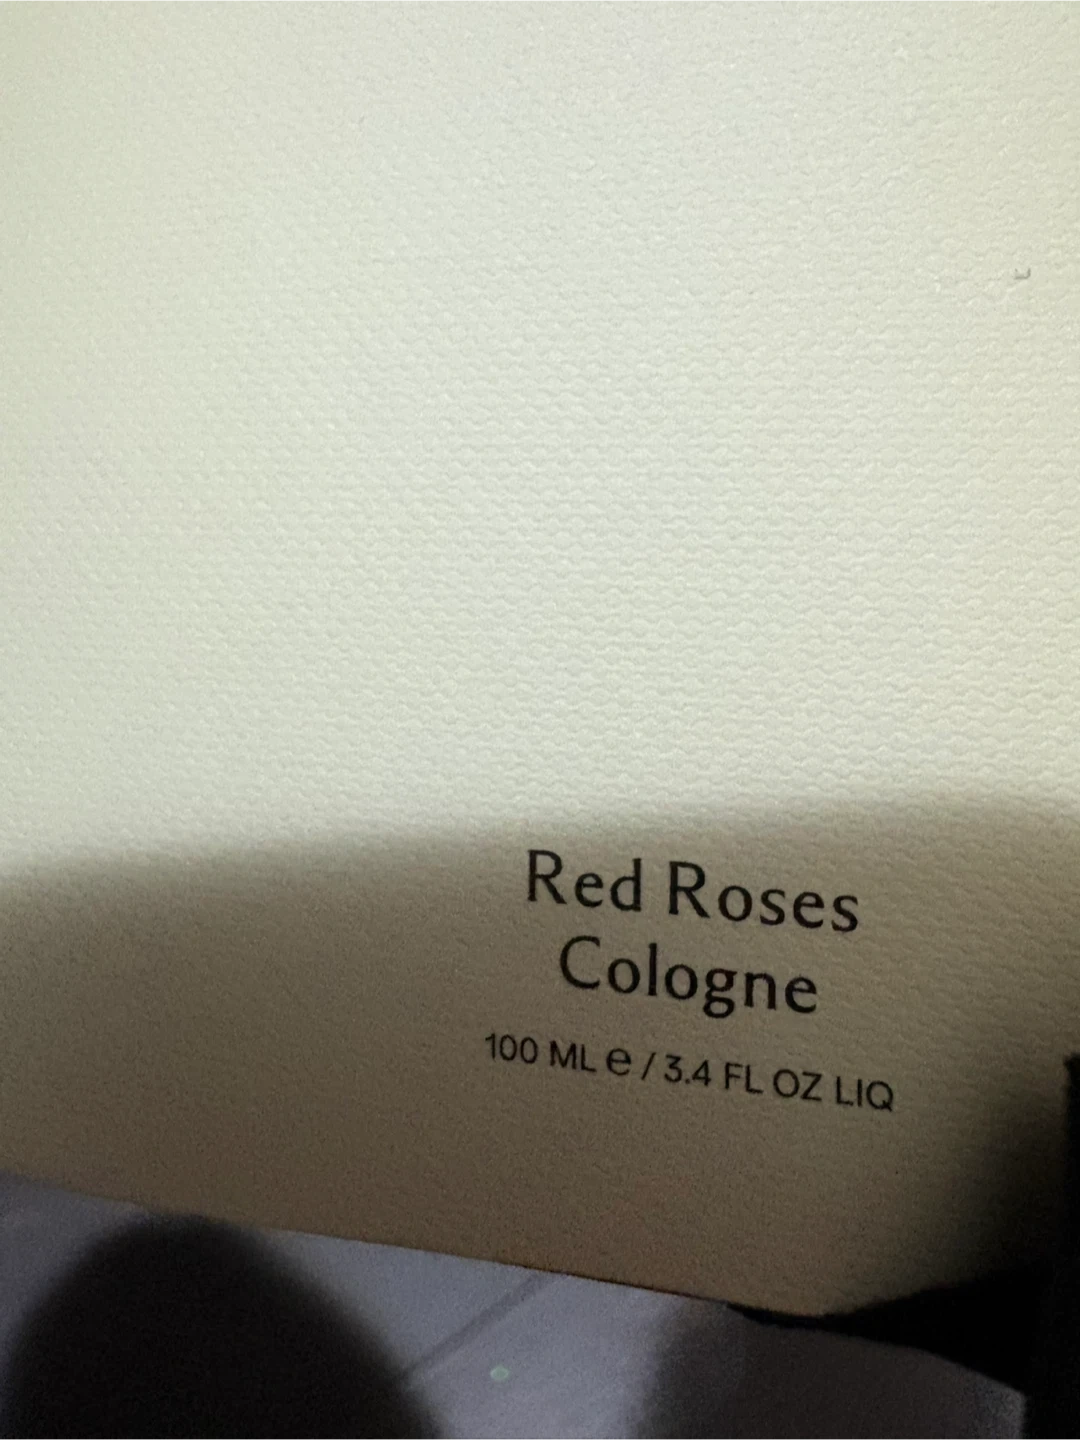 Red Roses
Cologne
100 ML e / 3.4 FL OZ LIQ